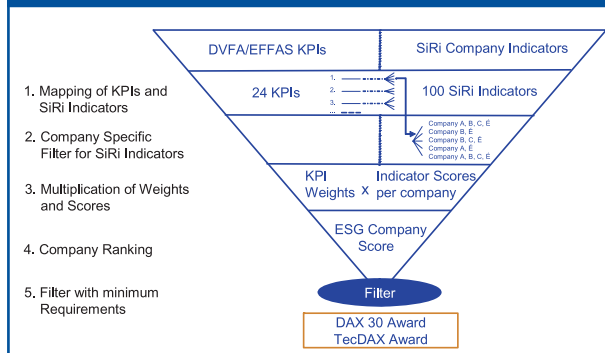 DVFA/EFFAS KPIs
SiRi Company Indicators
1. Mapping of KPIs and
SiRi Indicators
24 KPIs
1.
2.
3.
...
100 SiRi Indicators
2. Company Specific
Filter for SiRi Indicators
Company A, B, C, É
Company B, É
Company B, C, É
Company A, É
Company A, B, C, É
3. Multiplication of Weights
and Scores
KPI
Weights
x
Indicator Scores
per company
4. Company Ranking
ESG Company
Score
5. Filter with minimum
Requirements
Filter
DAX 30 Award
TecDAX Award